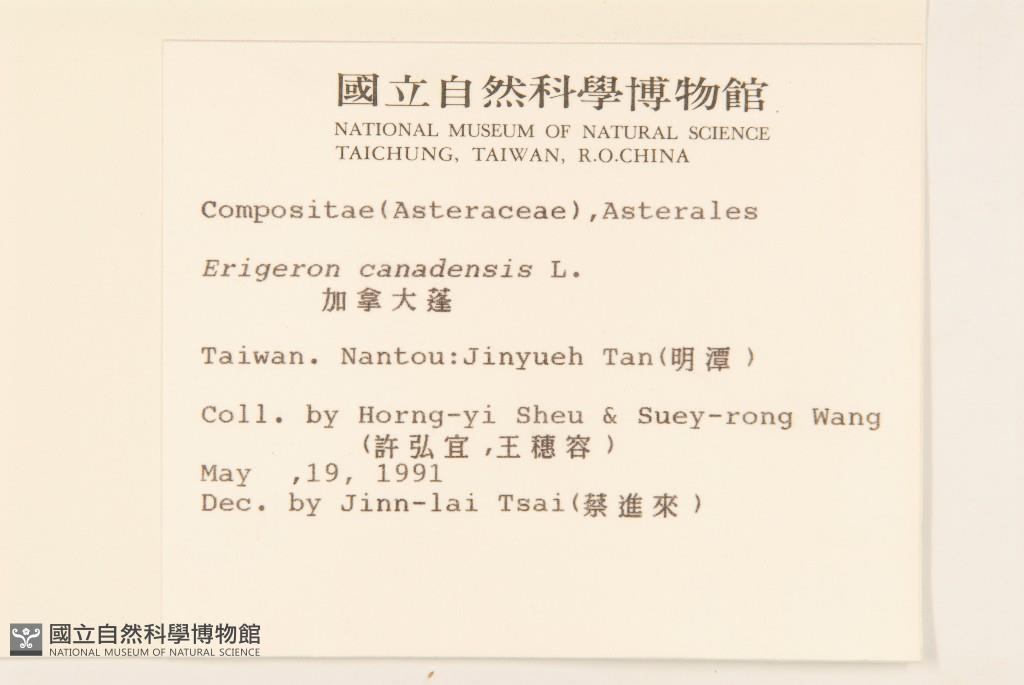 國立自然科學博物館
NATIONAL MUSEUM OF NATURAL SCIENCE
TAICHUNG, TAIWAN, R.O.CHINA
Compositae(Asteraceae),Asterales
Erigeron canadensis L.
加拿大蓬
Taiwan. Nantou:Jinyueh Tan(明潭)
Coll. by Horng-yi Sheu & Suey-rong Wang
(許弘宜,王穗容)
May ,19, 1991
Dec. by Jinn-lai Tsai(蔡進來)
國立自然科學博物館
NATIONAL MUSEUM OF NATURAL SCIENCE